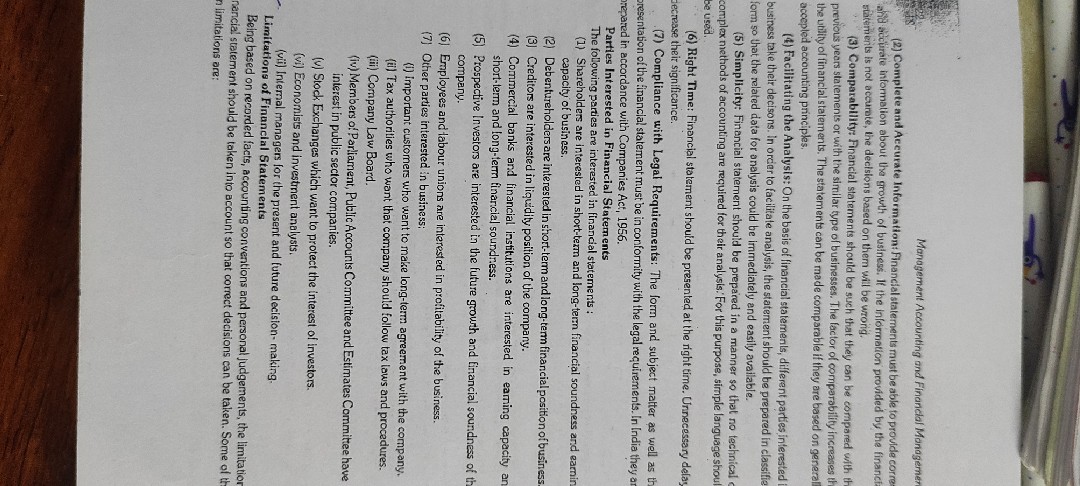 Management Accounting and Financial Managemen
(2) Complete and Accurate Information: Financial statements must be able to provide corre
and accurate information about the growth of business. If the information provided by the financi
statements is not accurate, the decisions based on them will be wrong.
(3) Comparability: Financial statements should be such that they can be compared with th
previous years statements or with the similar type of businesses. The factor of comparability increases th
the utility of financial statements. The statements can be made comparable if they are based on generall
accepted accounting principles.
(4) Facilitating the Analysis: On the basis of financial statements, different parties interested i
business take their decisons. In order to facilitate analysis, the statement should be prepared in classifie
form so that the related data for analysis could be immediately and easily available.
(5) Simplicity: Financial statement should be prepared in a manner so that no technical o
complex methods of accounting are required for their analysis. For this purpose, simple language shoul
be used.
(6) Right Time: Financial statement should be presented at the right time. Unnecessary delay
decrease their significance.
(7) Compliance with Legal Requirements: The form and subject matter as well as th
presentation of the financial statement must be in conformity with the legal requirements. In India they ar
prepared in accordance with Companies Act, 1956.
Parties Interested in Financial Statements
The following parties are interested in financial statements :
(1) Shareholders are interested in short-term and long-term financial soundness and earnin
capacity of business.
(2) Debentureholders are interested in short-term and long-term financial position of business.
(3) Creditors are interested in liquidity position of the company.
(4) Commercial banks and financial institutions are interested in earning capacity an
short-term and long-term financial soundness.
(5) Prospective Investors are interested in the future growth and financial soundness of th
company.
(6) Employees and labour unions are interested in profitability of the business.
(7) Other parties interested in business:
(i) Important customers who want to make long-term agreement with the company.
(ii) Tax authorities who want that company should follow tax laws and procedures.
(iii) Company Law Board.
(iv) Members of Parliament, Public Accounts Committee and Estimates Committee have
interest in public sector companies.
(v) Stock Exchanges which want to protect the interest of investors.
(vi) Economists and investment analysts.
(vii) Internal managers for the present and future decision- making.
Limitations of Financial Statements
Being based on recorded facts, accounting conventions and personal judgements, the limitation
nancial statement should be taken into account so that correct decisions can be taken. Some of th
n limitations are: